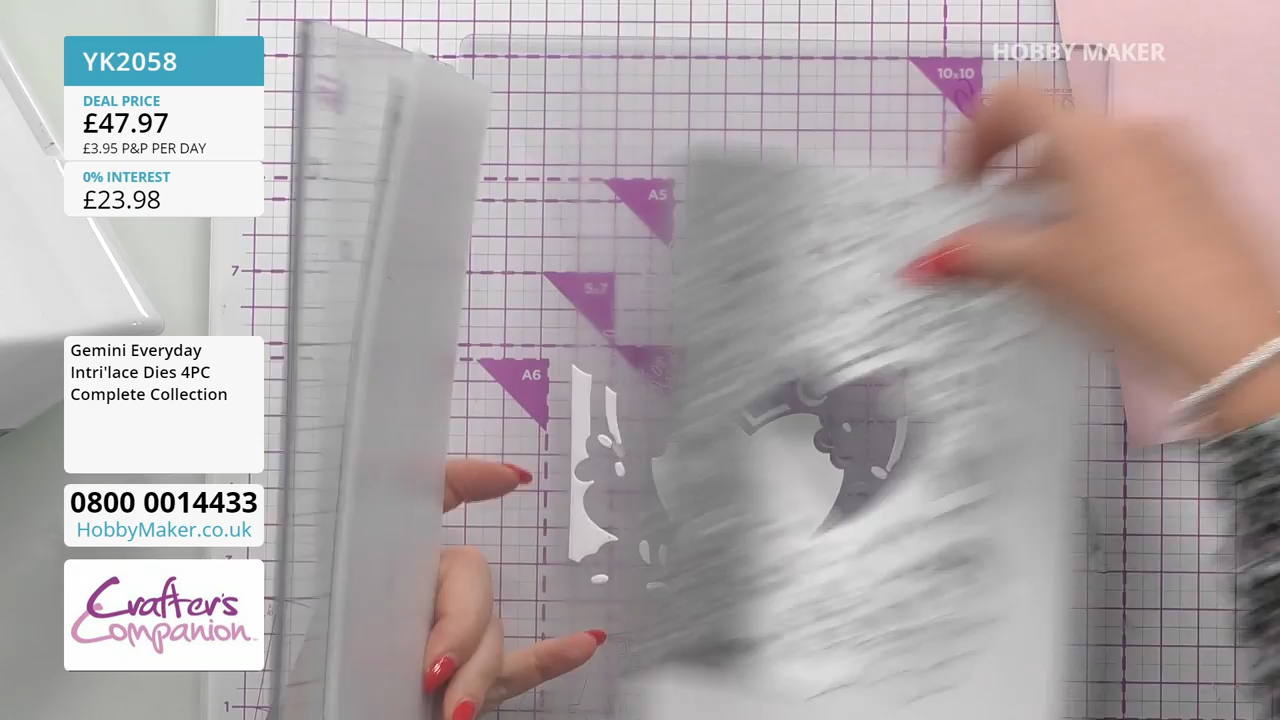 YK2058
DEAL PRICE
£47.97
£3.95 P&P PER DAY
0% INTEREST
£23.98
Gemini Everyday
Intri'lace Dies 4PC
Complete Collection
0800 0014433
HobbyMaker.co.uk
Crafter's
Companion
HOBBY MAKER
10x10
A5
5x7
A6
7
1